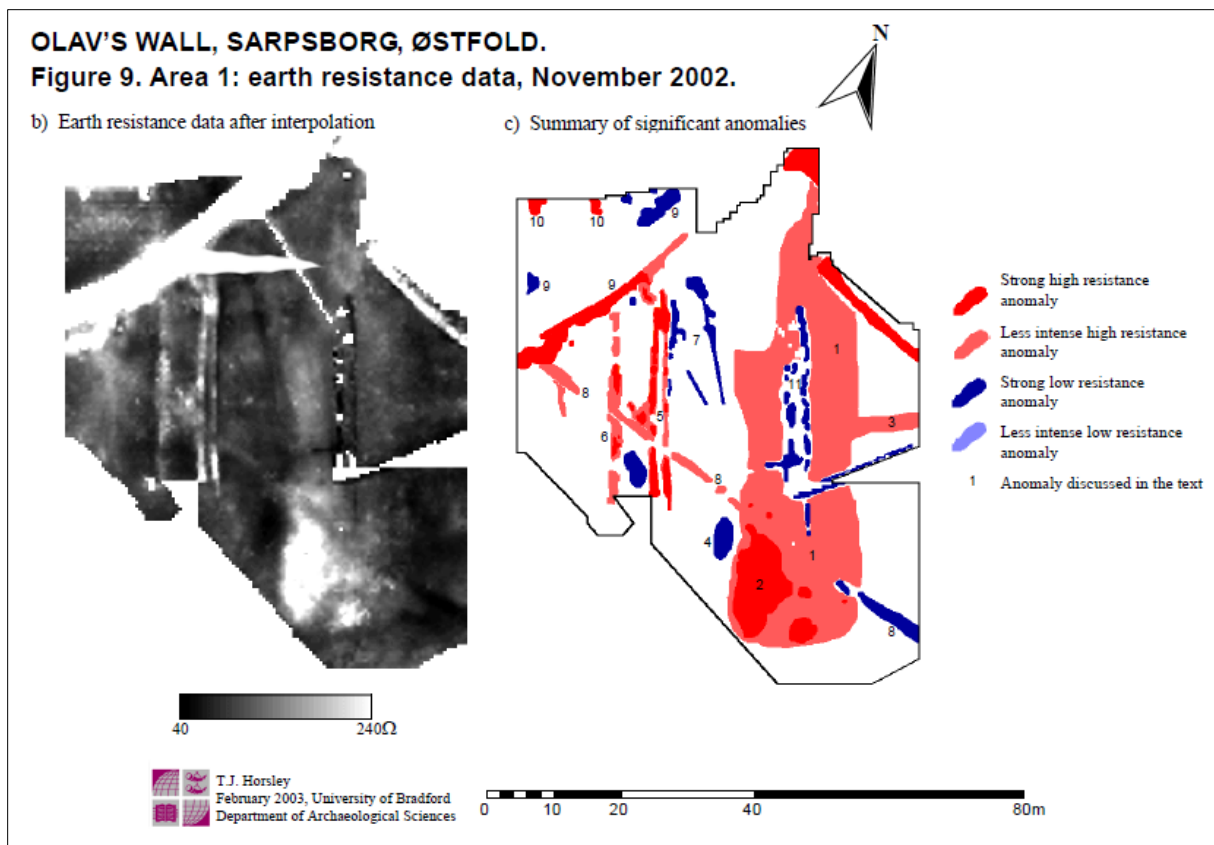 OLAV'S WALL, SARPSBORG, ØSTFOLD.
Figure 9. Area 1: earth resistance data, November 2002.
N
b) Earth resistance data after interpolation
c) Summary of significant anomalies
10
10
9
9
9
7
1
11
8
5
6
3
8
4
1
2
8
Strong high resistance
anomaly
Less intense high resistance
anomaly
Strong low resistance
anomaly
Less intense low resistance
anomaly
1 Anomaly discussed in the text
40
240Ω
T.J. Horsley
February 2003, University of Bradford
Department of Archaeological Sciences
0 10 20 40 80m